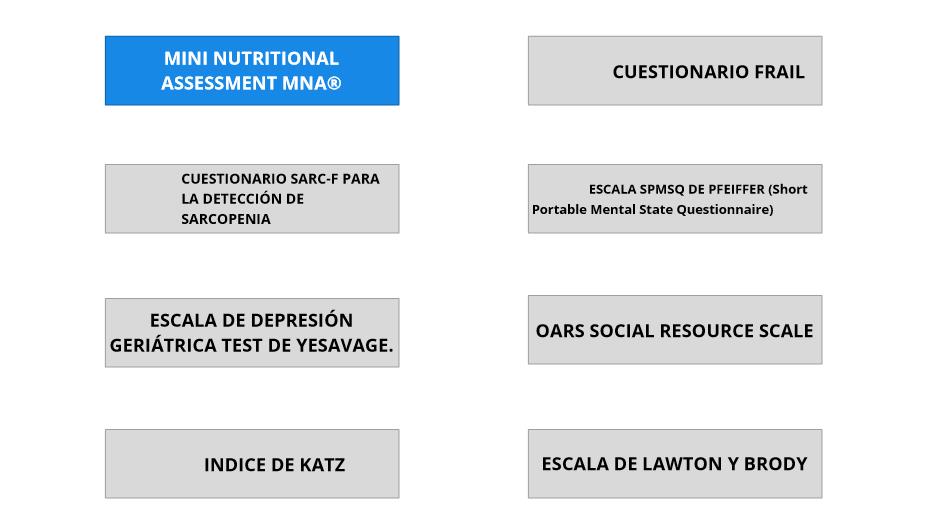 MINI NUTRITIONAL
ASSESSMENT MNA®
CUESTIONARIO FRAIL
CUESTIONARIO SARC-F PARA
LA DETECCIÓN DE
SARCOPENIA
ESCALA SPMSQ DE PFEIFFER (Short
Portable Mental State Questionnaire)
ESCALA DE DEPRESIÓN
GERIÁTRICA TEST DE YESAVAGE.
OARS SOCIAL RESOURCE SCALE
INDICE DE KATZ
ESCALA DE LAWTON Y BRODY